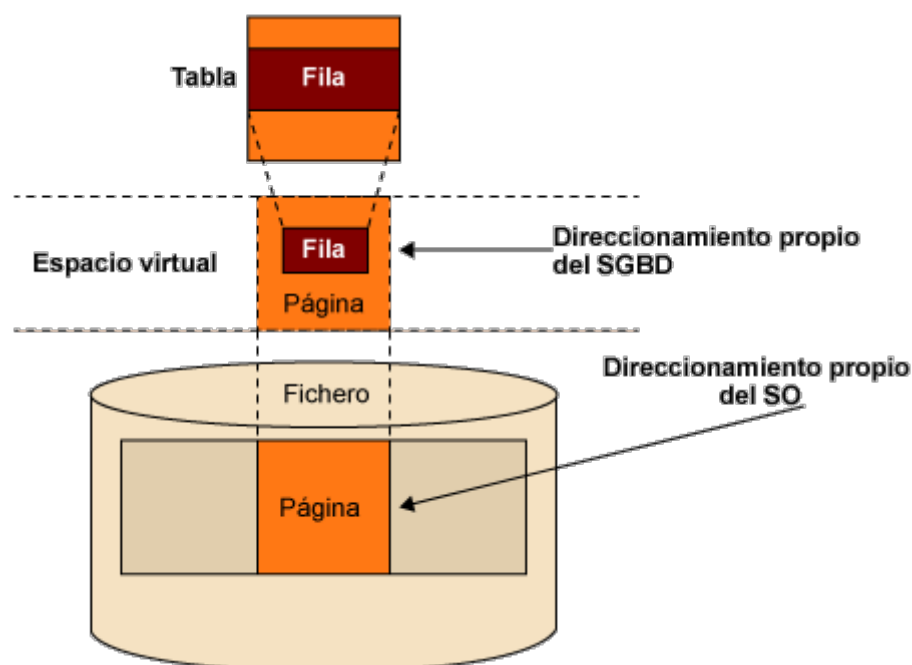 Tabla
Fila
Fila
Espacio virtual
Página
Direccionamiento propio
del SGBD
Fichero
Direccionamiento propio
del SO
Página